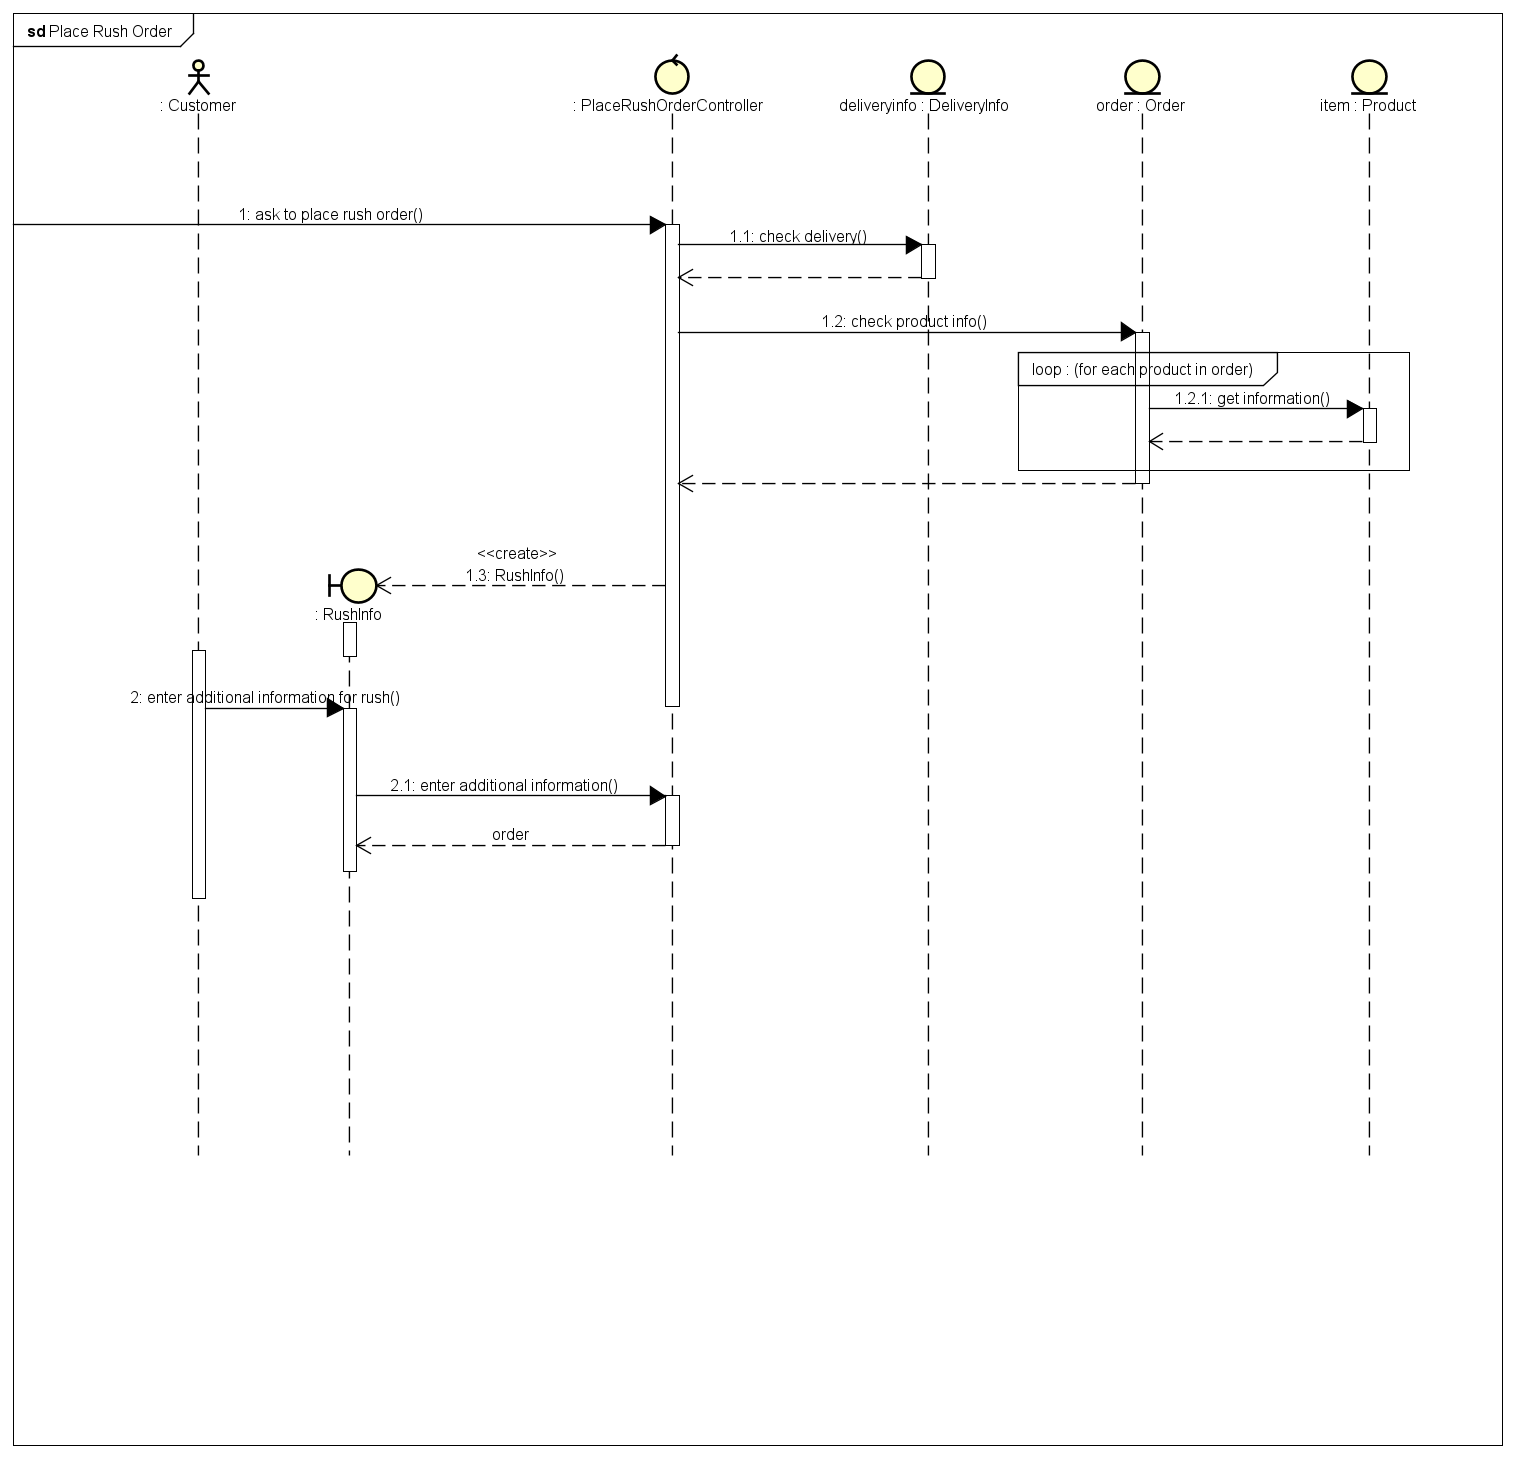 sd Place Rush Order
: Customer
: PlaceRushOrderController
deliveryinfo : DeliveryInfo
order : Order
item : Product
1: ask to place rush order()
1.1: check delivery()
1.2: check product info()
loop : (for each product in order)
1.2.1: get information()
<<create>>
1.3: RushInfo()
: RushInfo
2: enter additional information for rush()
2.1: enter additional information()
order